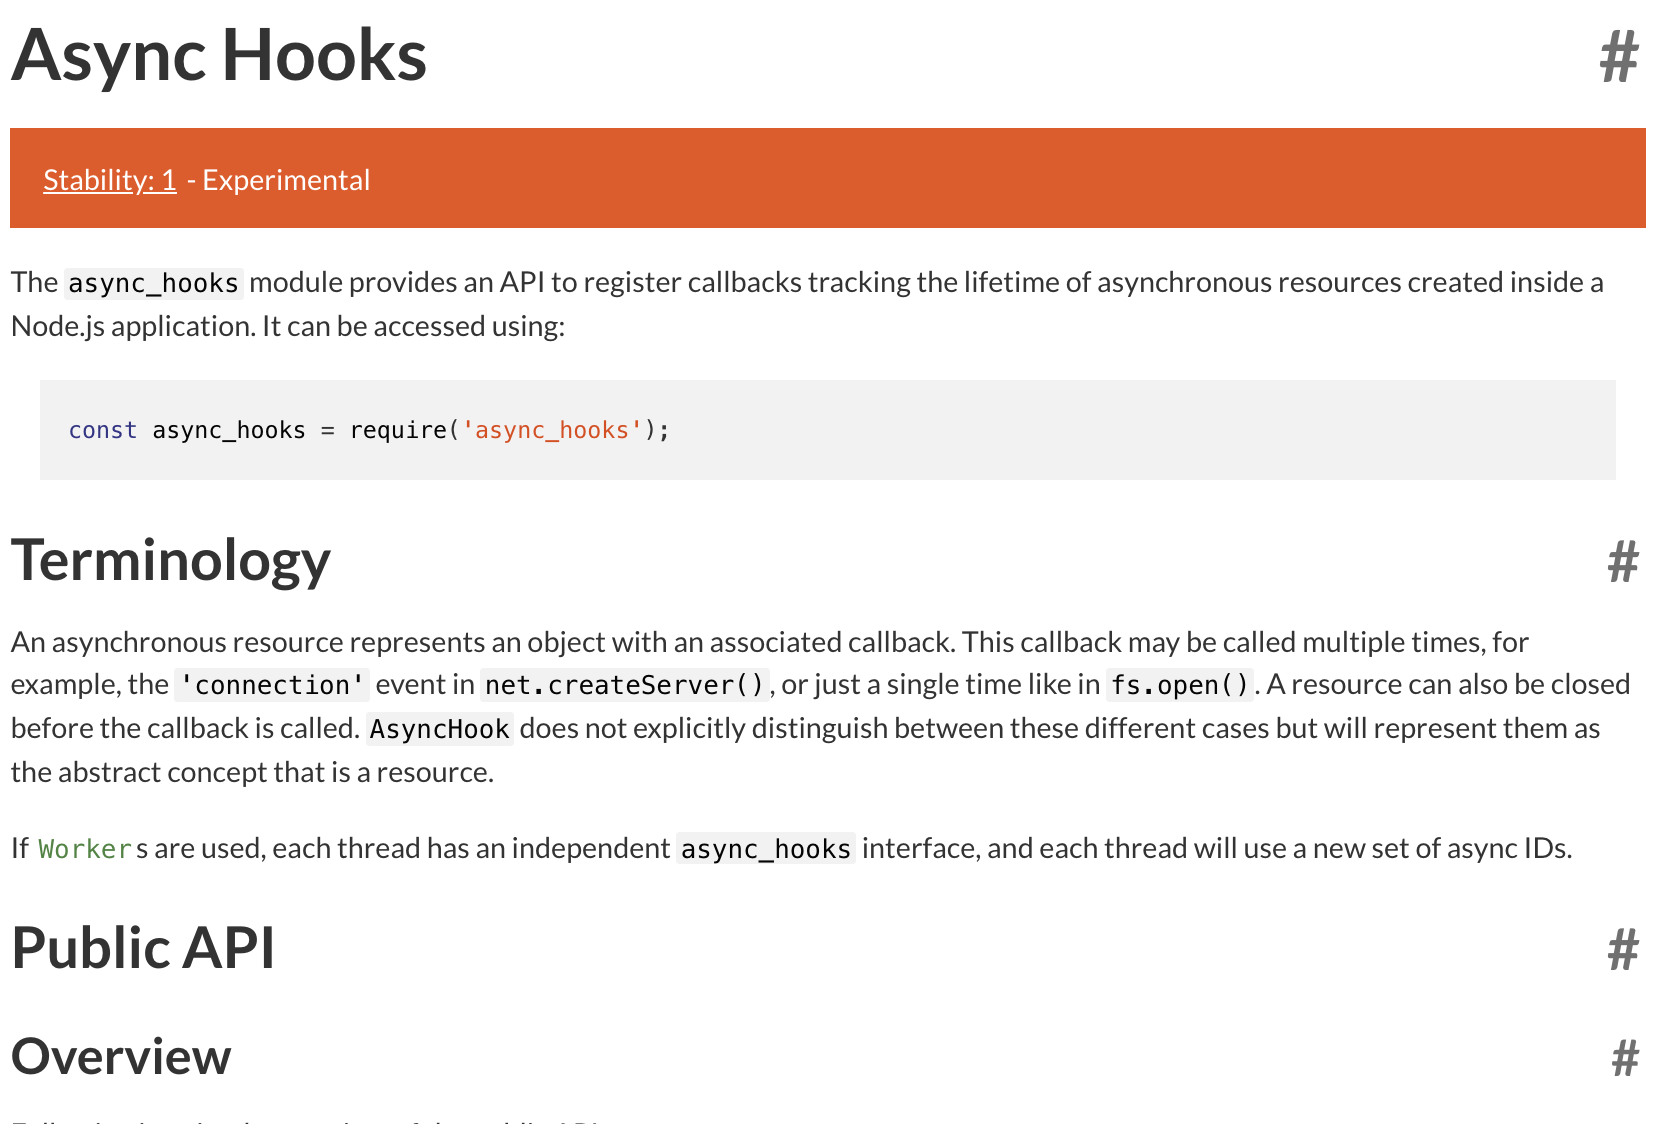 Async Hooks #
Stability: 1 - Experimental
The async_hooks module provides an API to register callbacks tracking the lifetime of asynchronous resources created inside a
Node.js application. It can be accessed using:
const async_hooks = require('async_hooks');
Terminology #
An asynchronous resource represents an object with an associated callback. This callback may be called multiple times, for
example, the 'connection' event in net.createServer(), or just a single time like in fs.open(). A resource can also be closed
before the callback is called. AsyncHook does not explicitly distinguish between these different cases but will represent them as
the abstract concept that is a resource.
If Workers are used, each thread has an independent async_hooks interface, and each thread will use a new set of async IDs.
Public API #
Overview #